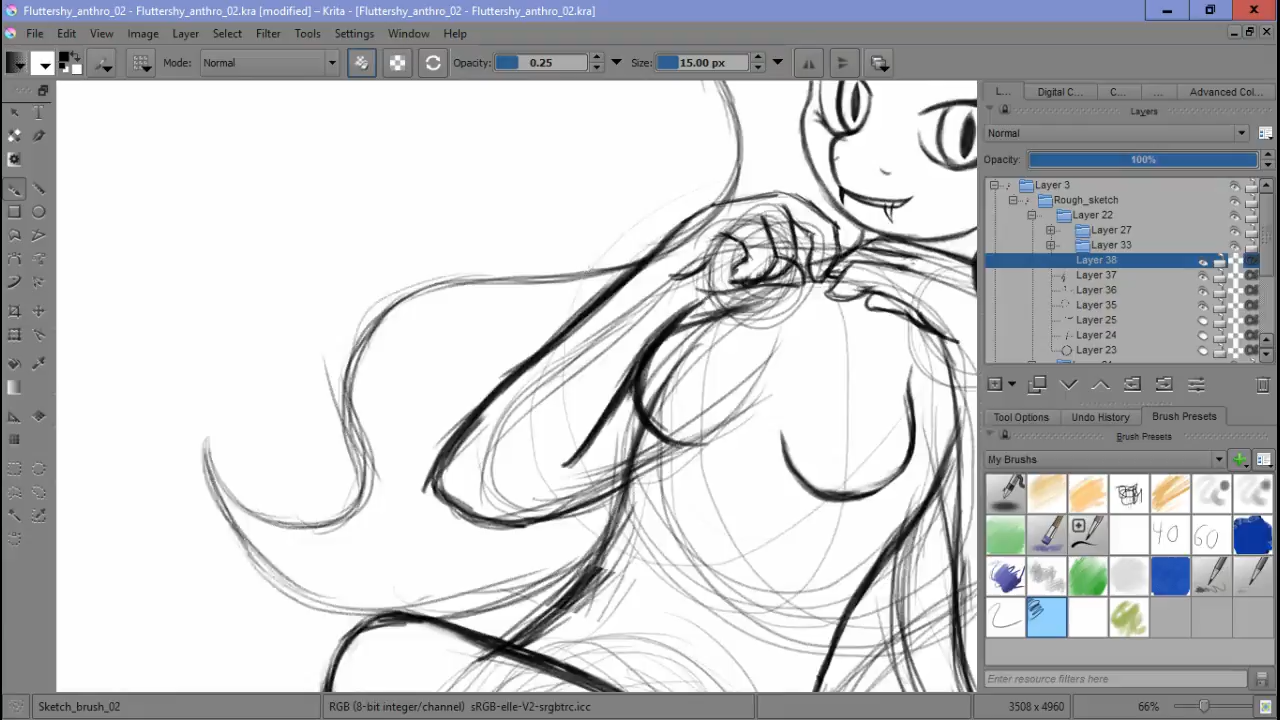 Fluttershy_anthro_02 - Fluttershy_anthro_02.kra [modified] – Krita - [Fluttershy_anthro_02 - Fluttershy_anthro_02.kra]
File Edit View Image Layer Select Filter Tools Settings Window Help
Mode: Normal Opacity: 0.25 Size: 15.00 px
L... Digital C... C... ... Advanced Col...
Layers
Normal
Opacity: 100%
Layer 3
Rough_sketch
Layer 22
Layer 27
Layer 33
Layer 38
Layer 37
Layer 36
Layer 35
Layer 25
Layer 24
Layer 23
Tool Options Undo History Brush Presets
Brush Presets
My Brushes
40 60
Enter resource filters here
Sketch_brush_02 RGB (8-bit integer/channel) sRGB-elle-V2-srgbtrc.icc 3508 x 4960 66%